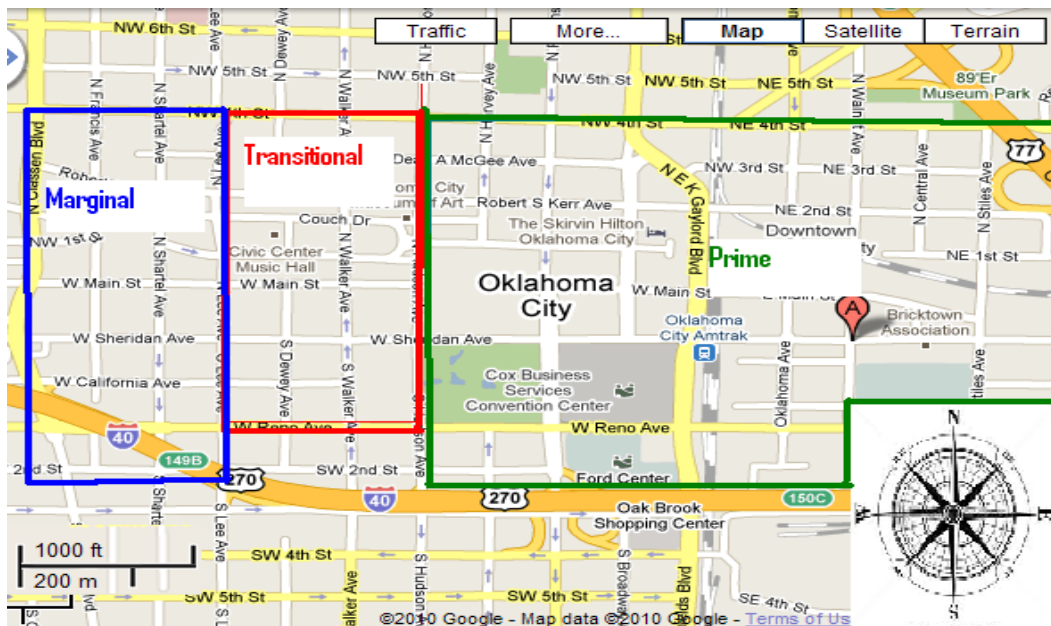 Traffic
More...
Map
Satellite
Terrain
NW 6th St
Lee Ave
N Dewey Ave
NW 5th St
NW 5th St
NW 5th St
NW 5th St
NE 5th St
89'Er
Museum Park
N Walnut Ave
NW 4th St
NE 4th St
77
N Francis Ave
N Shartel Ave
N Walker A
N Classen Blvd
Transitional
Marginal
Dean A McGee Ave
NW 3rd St
NE 3rd St
N Central Ave
N Stiles Ave
N E K Gaylord Blvd
Robert S Kerr Ave
NE 2nd St
Couch Dr
The Skirvin Hilton
Oklahoma City
Downtown
NW 1st S
N Shartel Ave
Civic Center
Music Hall
N Walker Ave
Prime
NE 1st St
W Main St
W Main St
Oklahoma
City
W Main St
E Main St
A
Bricktown
Association
Oklahoma
City Amtrak
W Sheridan Ave
W Sheridan Ave
S Dewey Ave
S Walker Ave
Oklahoma Ave
W California Ave
Cox Business
Services
Convention Center
40
W Reno Ave
W Reno Ave
149B
2nd St
270
SW 2nd St
Ford Center
40
270
150C
Oak Brook
Shopping Center
N
E
S
1000 ft
200 m
S Lee Ave
SW 4th St
SW 4th St
S Hudson
S Broadway
SW 5th St
SW 5th St
SE 4th St
©2010 Google - Map data ©2010 Google - Terms of Us